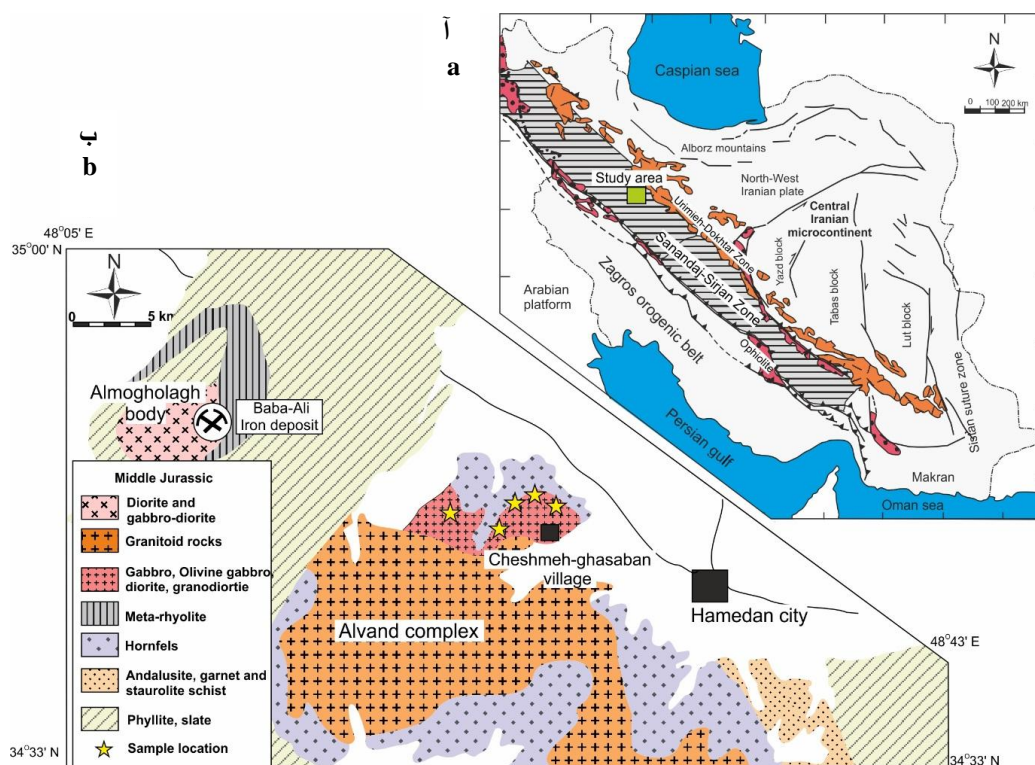 آ
a
N
0 100 200 km
Caspian sea
Alborz mountains
North-West
Iranian plate
Study area
Central
Iranian
microcontinent
Urimieh-Dokhtar Zone
Sanandaj-Sirjan Zone
Yazd block
Tabas block
Lut block
Sistan suture zone
Arabian
platform
Zagros orogenic belt
Ophiolite
Persian gulf
Makran
Oman sea
ب
b
48°05' E
35°00' N
N
0 5 km
Almogholagh
body
Baba-Ali
Iron deposit
Cheshmeh-ghasaban
village
Hamedan city
Alvand complex
48°43' E
34°33' N
34°33' N
Middle Jurassic
Diorite and
gabbro-diorite
Granitoid rocks
Gabbro, Olivine gabbro,
diorite, granodiortie
Meta-rhyolite
Hornfels
Andalusite, garnet and
staurolite schist
Phyllite, slate
Sample location